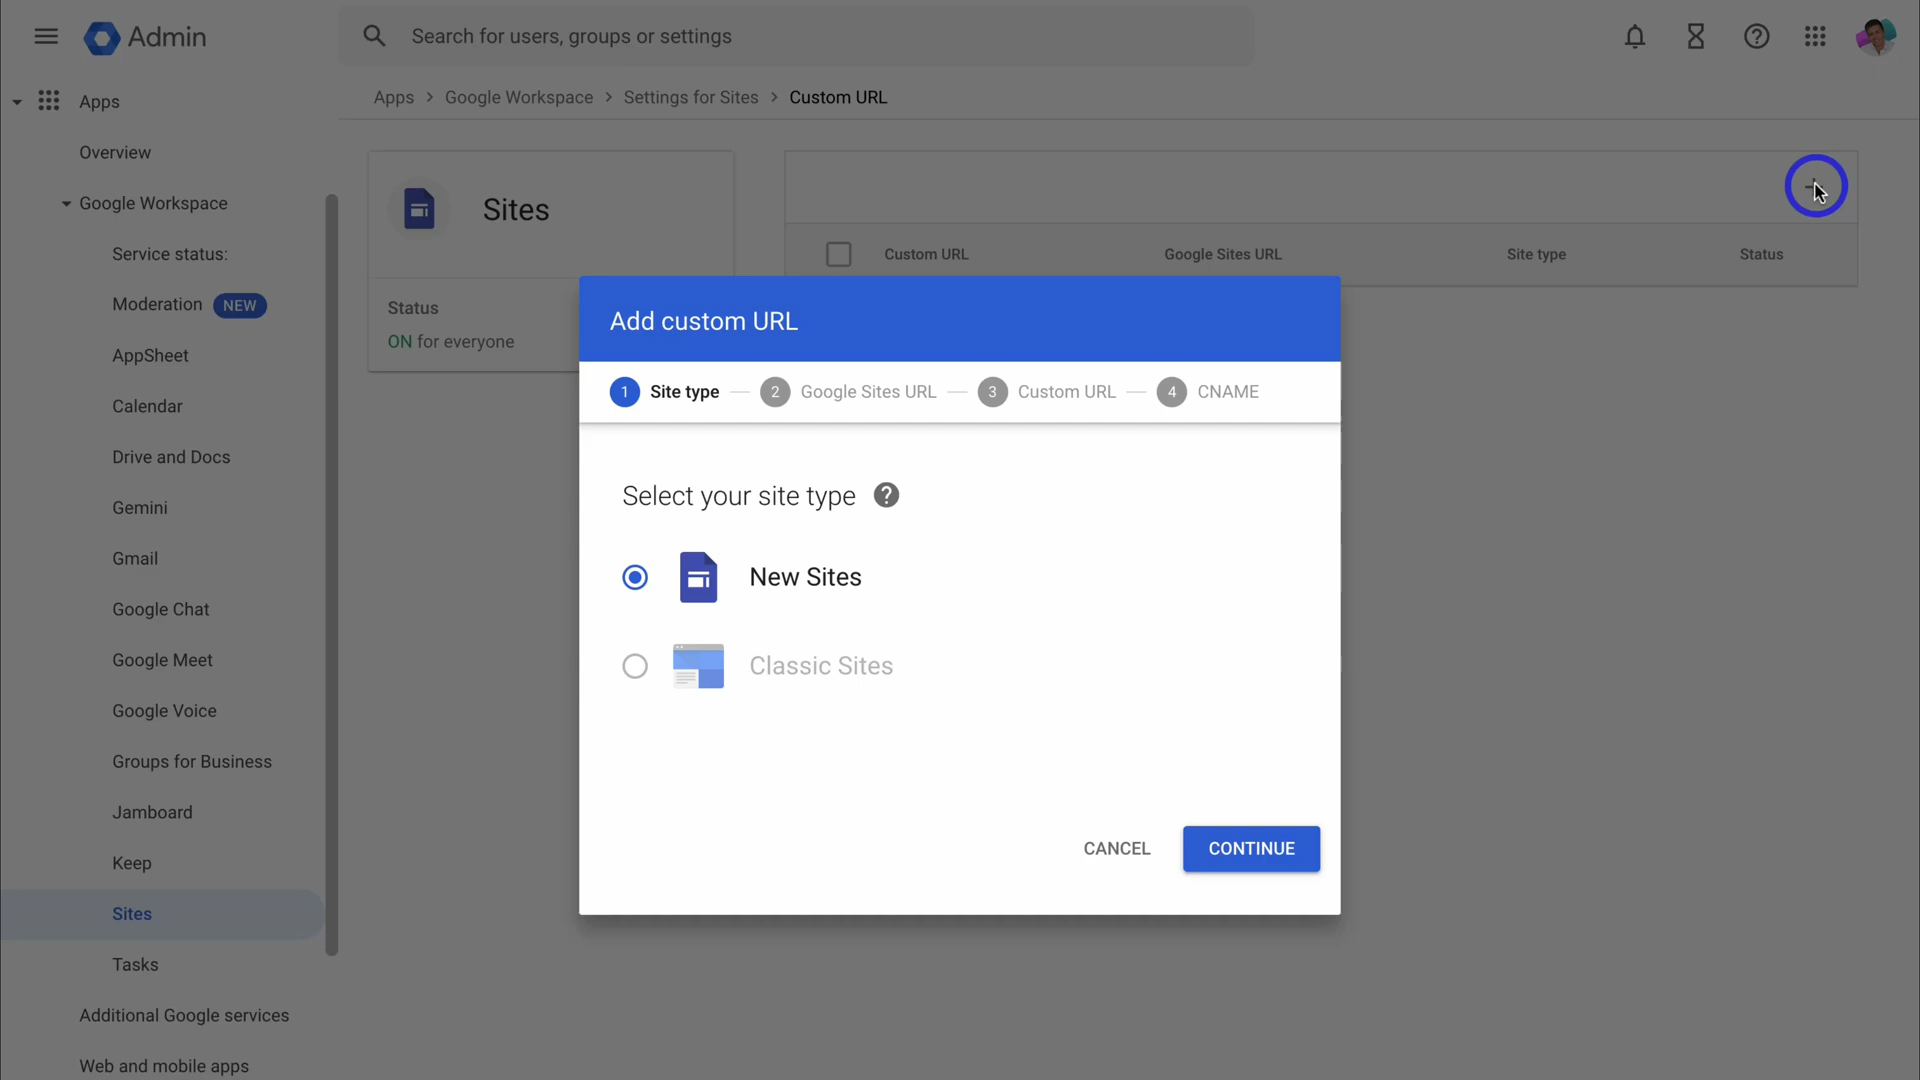 Admin
Search for users, groups or settings
Apps
Apps > Google Workspace > Settings for Sites > Custom URL
Overview
Google Workspace
Service status:
Moderation NEW
AppSheet
Calendar
Drive and Docs
Gemini
Gmail
Google Chat
Google Meet
Google Voice
Groups for Business
Jamboard
Keep
Sites
Tasks
Additional Google services
Web and mobile apps
Sites
Status
ON for everyone
Custom URL Google Sites URL Site type Status
Add custom URL
1 Site type 2 Google Sites URL 3 Custom URL 4 CNAME
Select your site type ?
New Sites
Classic Sites
CANCEL CONTINUE